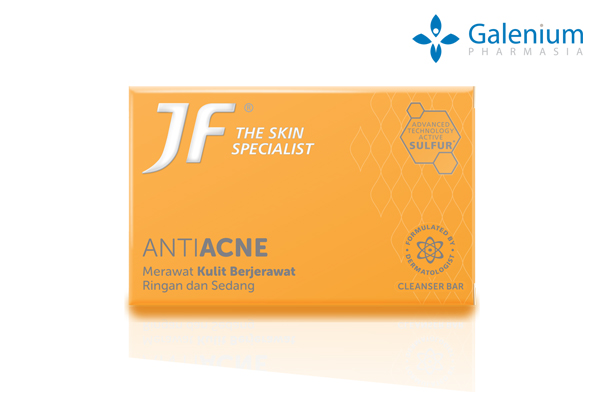 Galenium
PHARMASIA
JF®
THE SKIN
SPECIALIST
ADVANCED
TECHNOLOGY
ACTIVE
SULFUR
ANTIACNE
Merawat Kulit Berjerawat
Ringan dan Sedang
FORMULATED BY
DERMATOLOGIST
CLEANSER BAR